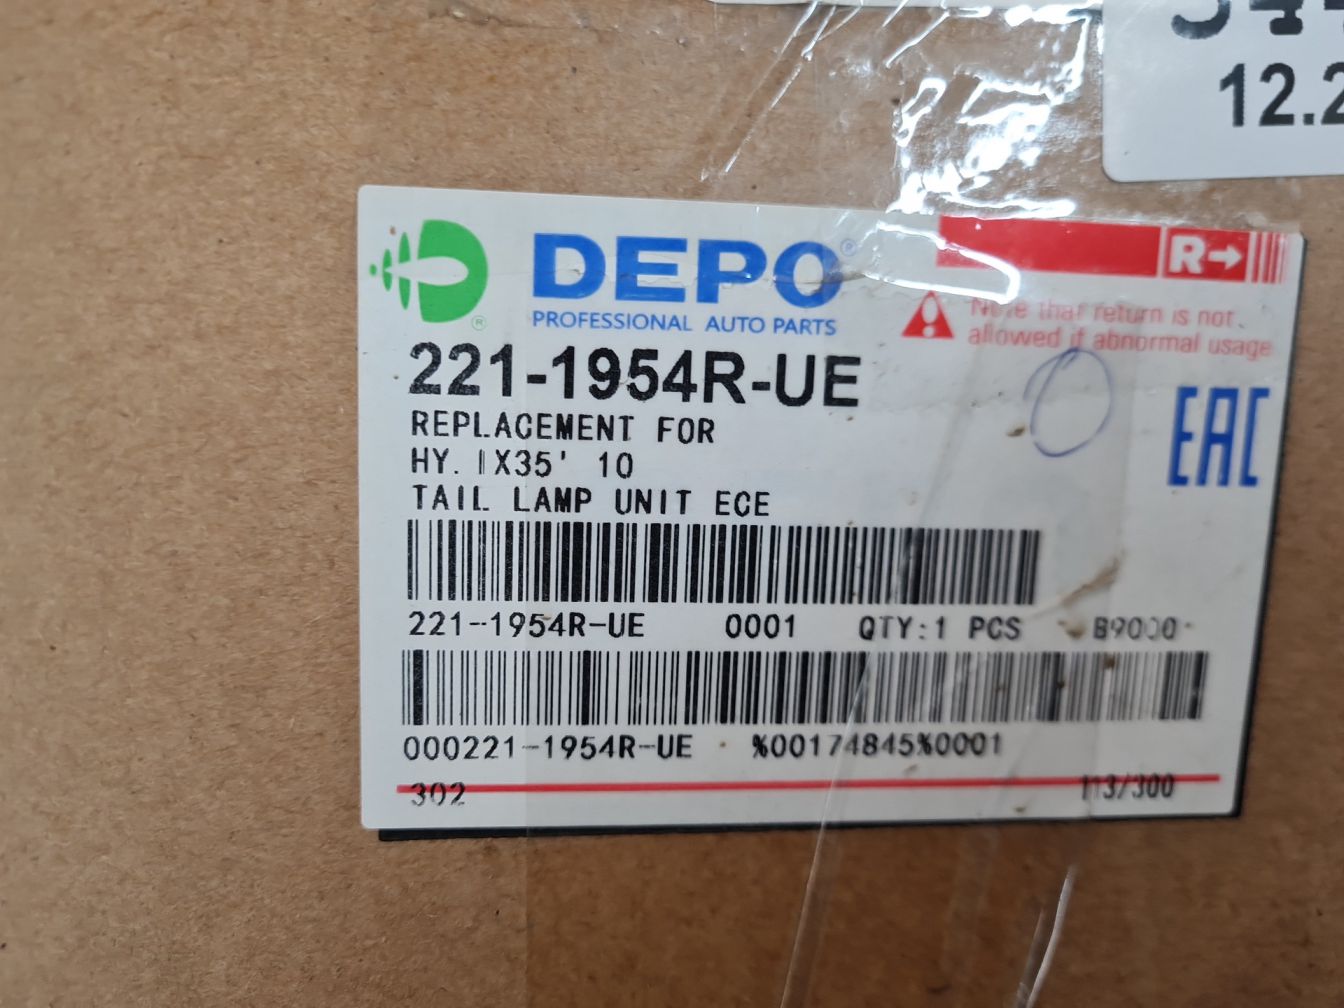 12.2
DEPO®
PROFESSIONAL AUTO PARTS
R→
Note that return is not
allowed if abnormal usage
221-1954R-UE
REPLACEMENT FOR
HY. IX35' 10
TAIL LAMP UNIT ECE
EAC
221-1954R-UE 0001 QTY:1 PCS B9000
000221-1954R-UE %00174845%0001
302 113/300